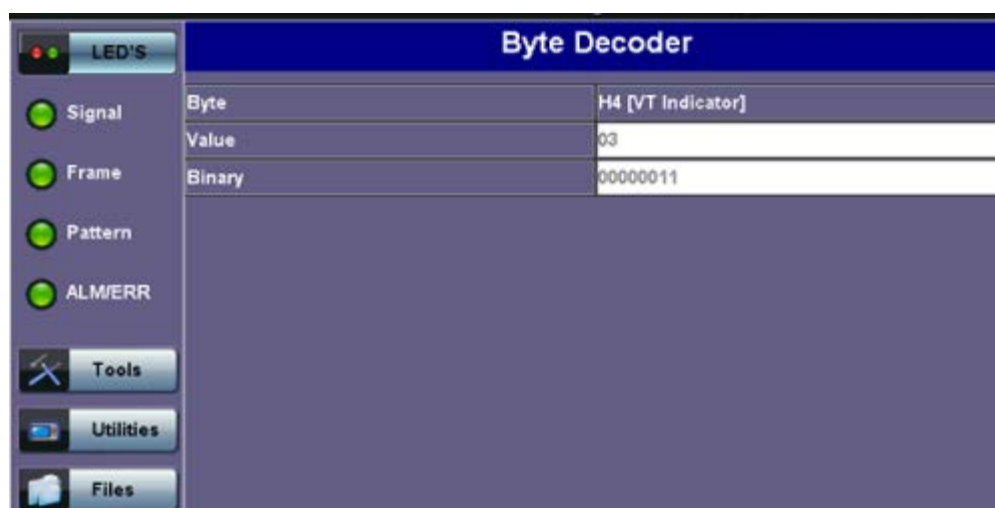 LED'S
Byte Decoder
Signal
Frame
Pattern
ALM/ERR
Tools
Utilities
Files
Byte H4 [VT Indicator]
Value 03
Binary 00000011